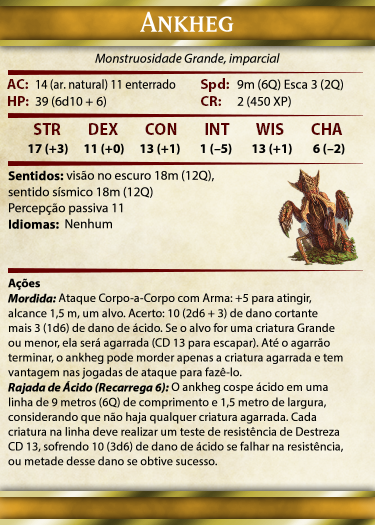 ANKHEG
Monstruosidade Grande, imparcial
AC: 14 (ar. natural) 11 enterrado Spd: 9m (6Q) Esca 3 (2Q)
HP: 39 (6d10 + 6) CR: 2 (450 XP)
STR DEX CON INT WIS CHA
17 (+3) 11 (+0) 13 (+1) 1 (–5) 13 (+1) 6 (–2)
Sentidos: visão no escuro 18m (12Q),
sentido sísmico 18m (12Q)
Percepção passiva 11
Idiomas: Nenhum
Ações
Mordida: Ataque Corpo-a-Corpo com Arma: +5 para atingir,
alcance 1,5 m, um alvo. Acerto: 10 (2d6 + 3) de dano cortante
mais 3 (1d6) de dano de ácido. Se o alvo for uma criatura Grande
ou menor, ela será agarrada (CD 13 para escapar). Até o agarrão
terminar, o ankheg pode morder apenas a criatura agarrada e tem
vantagem nas jogadas de ataque para fazê-lo.
Rajada de Ácido (Recarrega 6): O ankheg cospe ácido em uma
linha de 9 metros (6Q) de comprimento e 1,5 metro de largura,
considerando que não haja qualquer criatura agarrada. Cada
criatura na linha deve realizar um teste de resistência de Destreza
CD 13, sofrendo 10 (3d6) de dano de ácido se falhar na resistência,
ou metade desse dano se obtive sucesso.